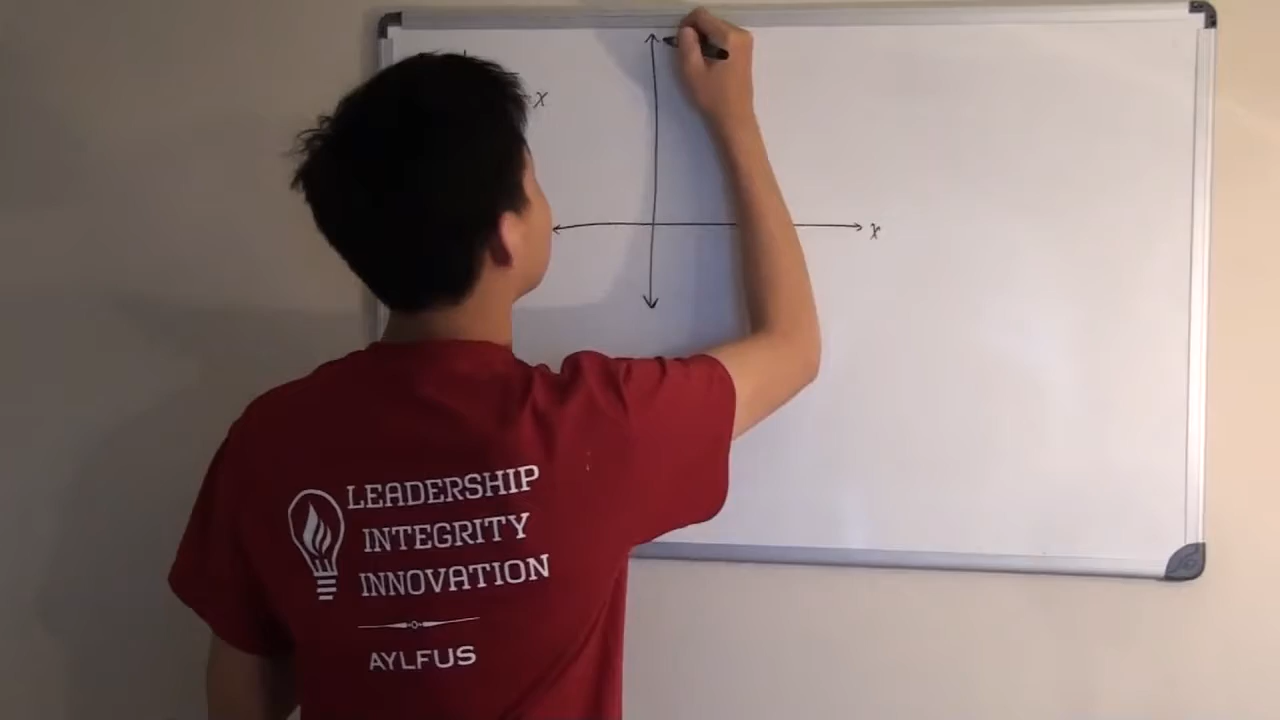 x
x
LEADERSHIP
INTEGRITY
INNOVATION
AYLFUS